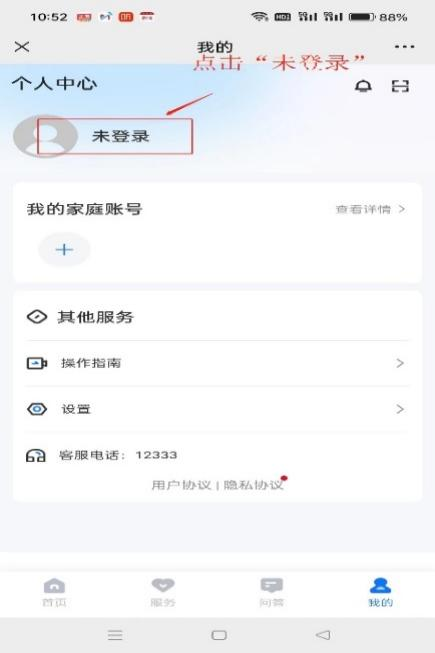 10:52 88%
我的
点击“未登录”
个人中心
未登录
我的家庭账号 查看详情 >
其他服务
操作指南
设置
客服电话：12333
用户协议 | 隐私协议
首页 服务 问答 我的